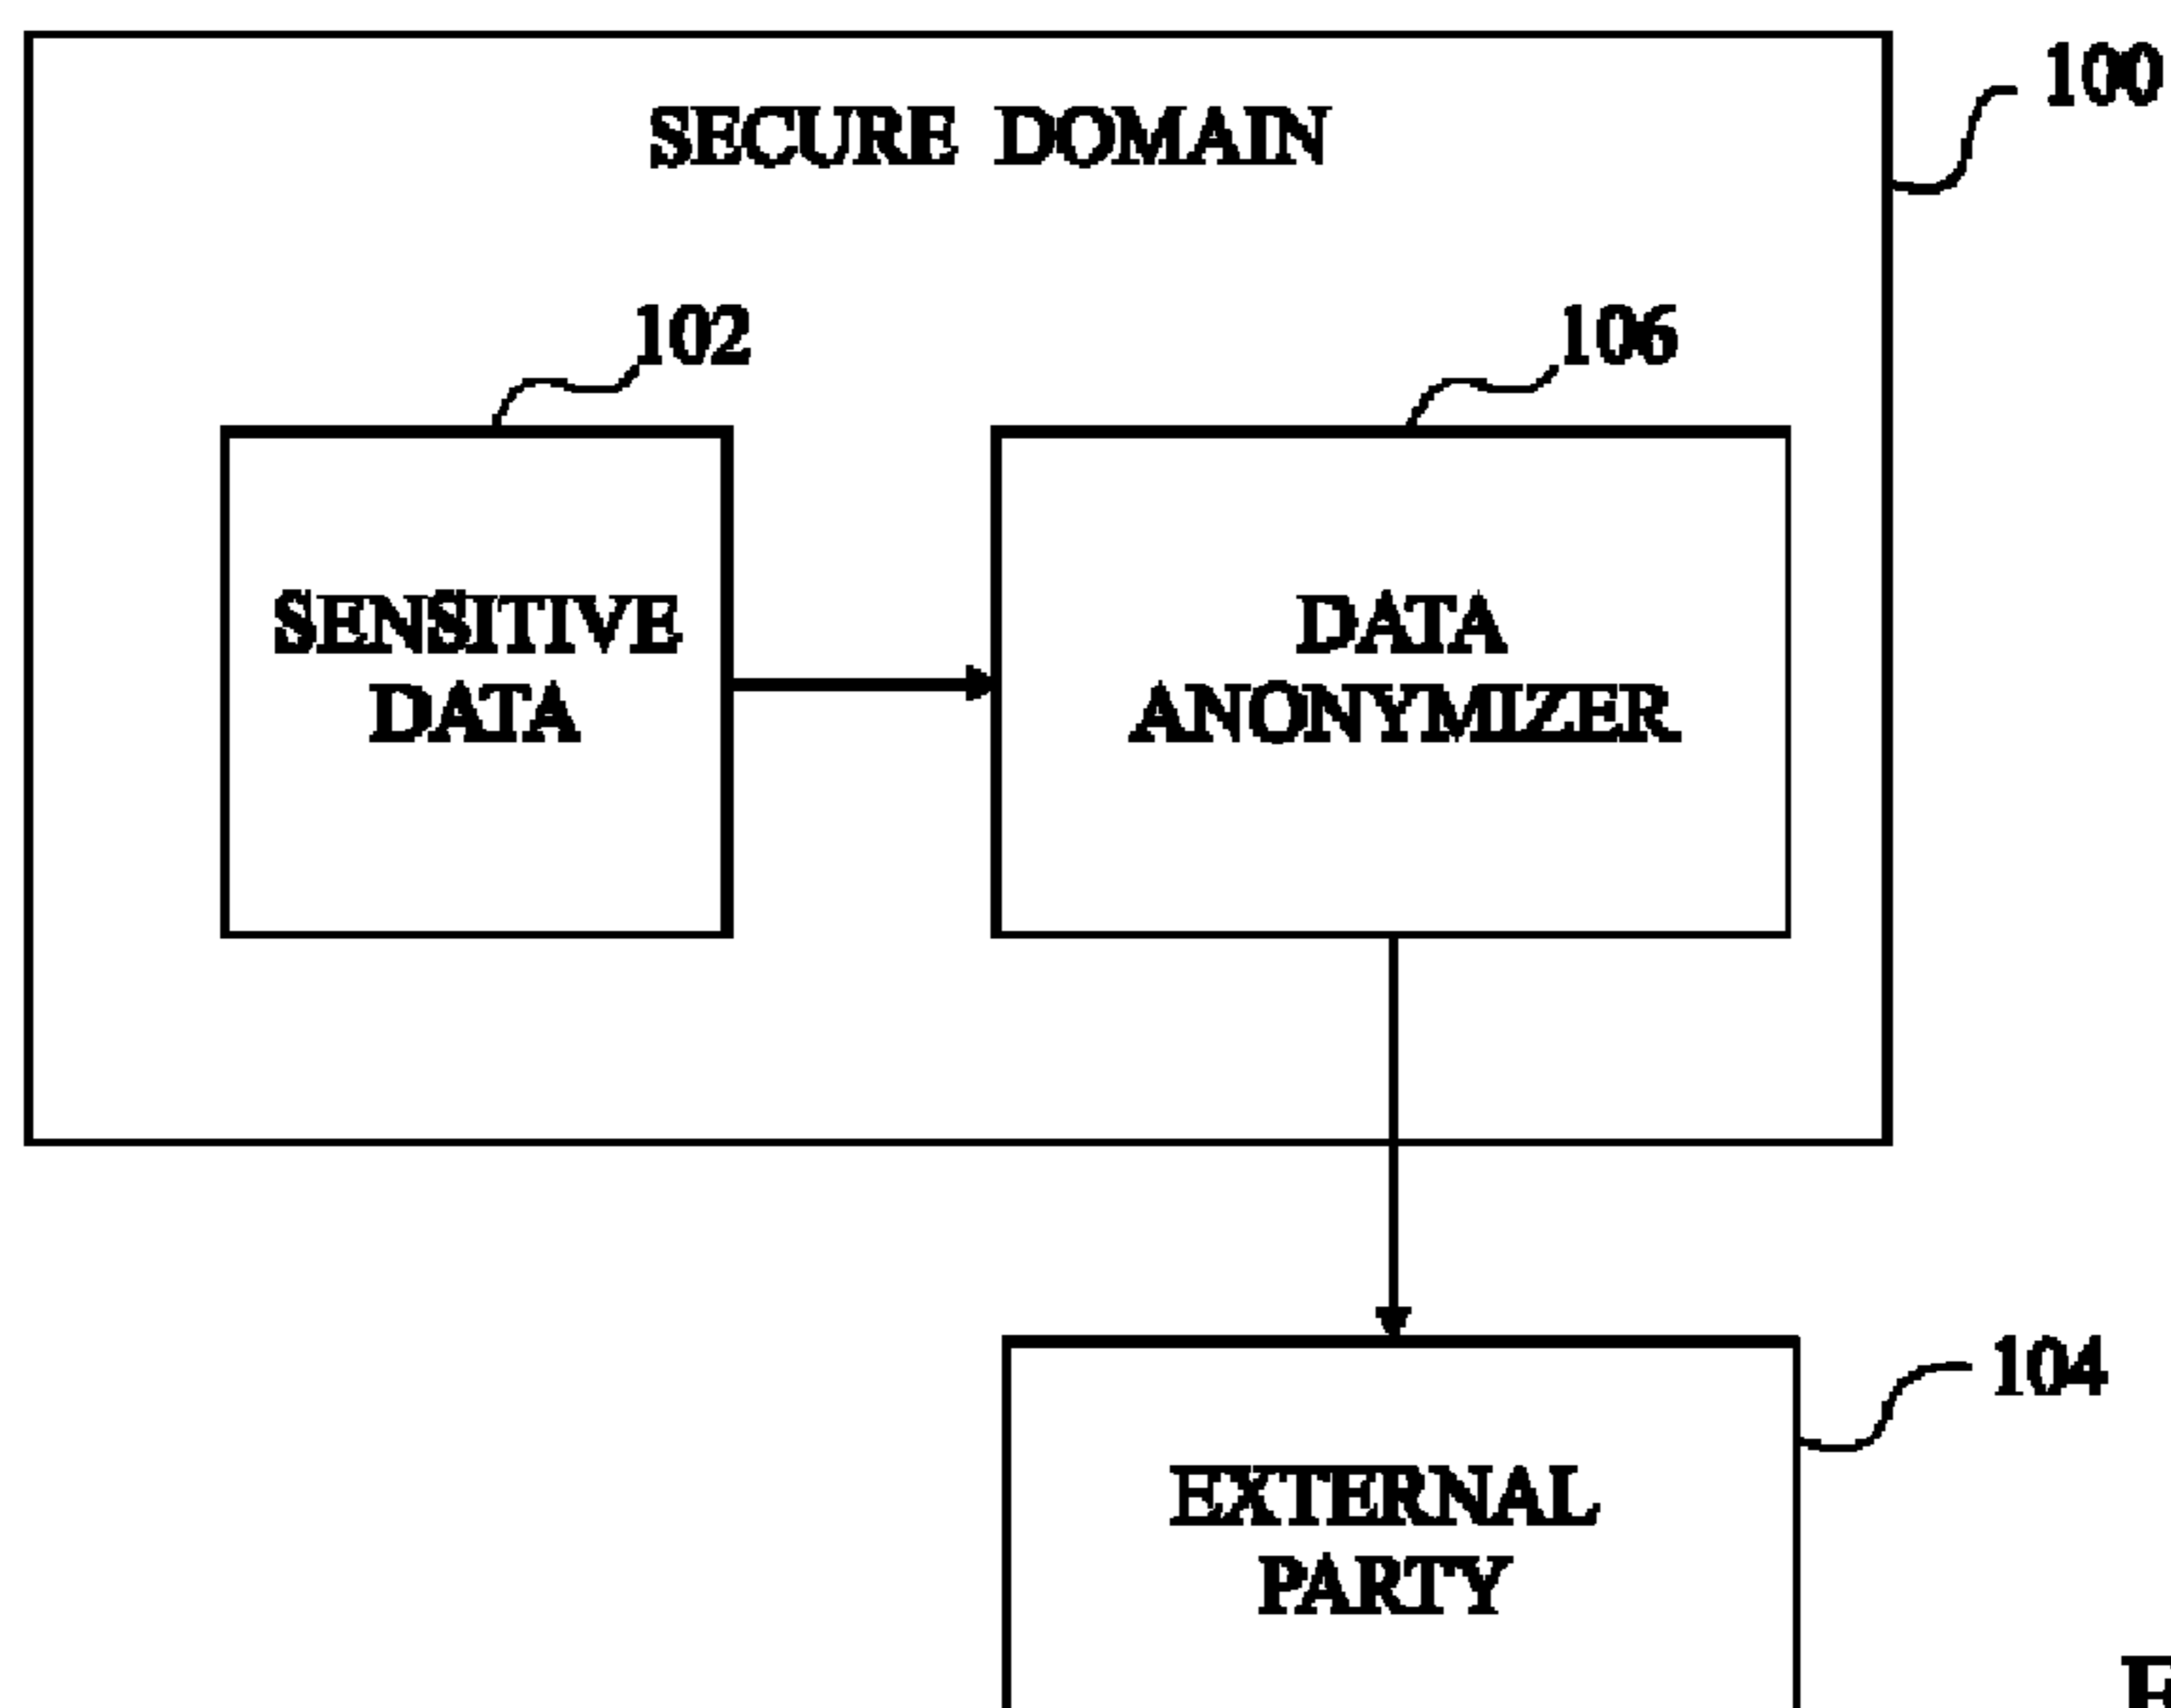 100
SECURE DOMAIN
102
106
SENSITIVE
DATA
DATA
ANONYMIZER
104
EXTERNAL
PARTY